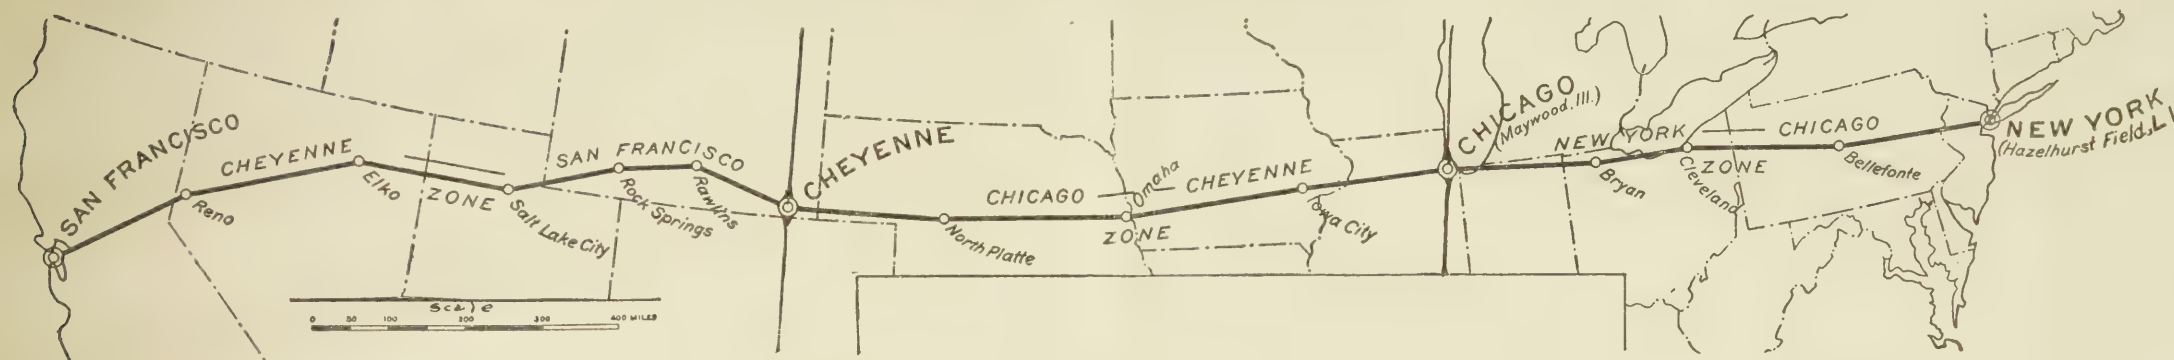 SAN FRANCISCO
Reno
CHEYENNE
Elko
ZONE
Salt Lake City
SAN FRANCISCO
Rock Springs
Rawlins
CHEYENNE
CHICAGO
North Platte
Omaha
ZONE
CHEYENNE
Iowa City
CHICAGO
(Maywood, Ill.)
NEW YORK
Bryan
Cleveland
ZONE
CHICAGO
Bellefonte
NEW YORK
(Hazelhurst Field, L
Scale
0 50 100 200 300 400 MILES